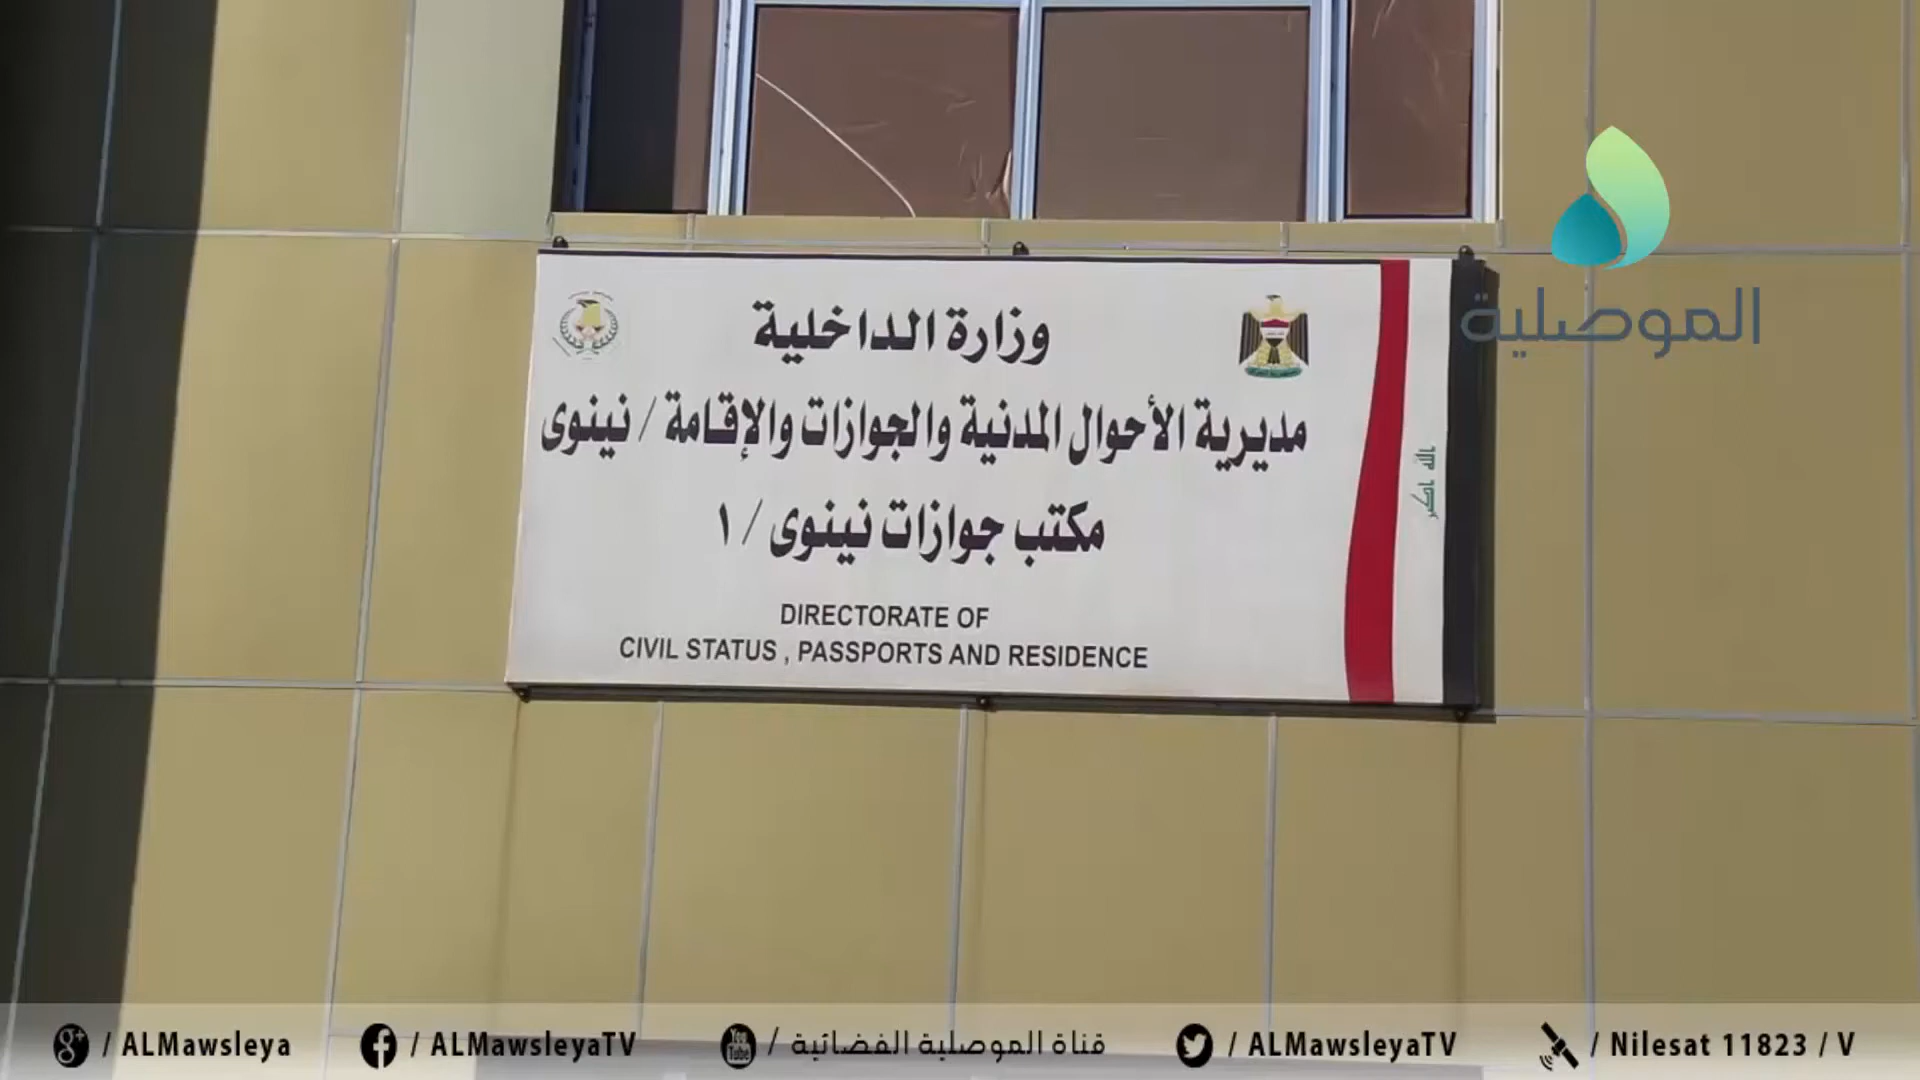 الموصلية
وزارة الداخلية
مديرية الأحوال المدنية والجوازات والإقامة / نينوى
مكتب جوازات نينوى / ١
DIRECTORATE OF
CIVIL STATUS , PASSPORTS AND RESIDENCE
الله اكبر
/ ALMawsleya
/ ALMawsleyaTV
/ قناة الموصلية الفضائية
/ ALMawsleyaTV
/ Nilesat 11823 / V